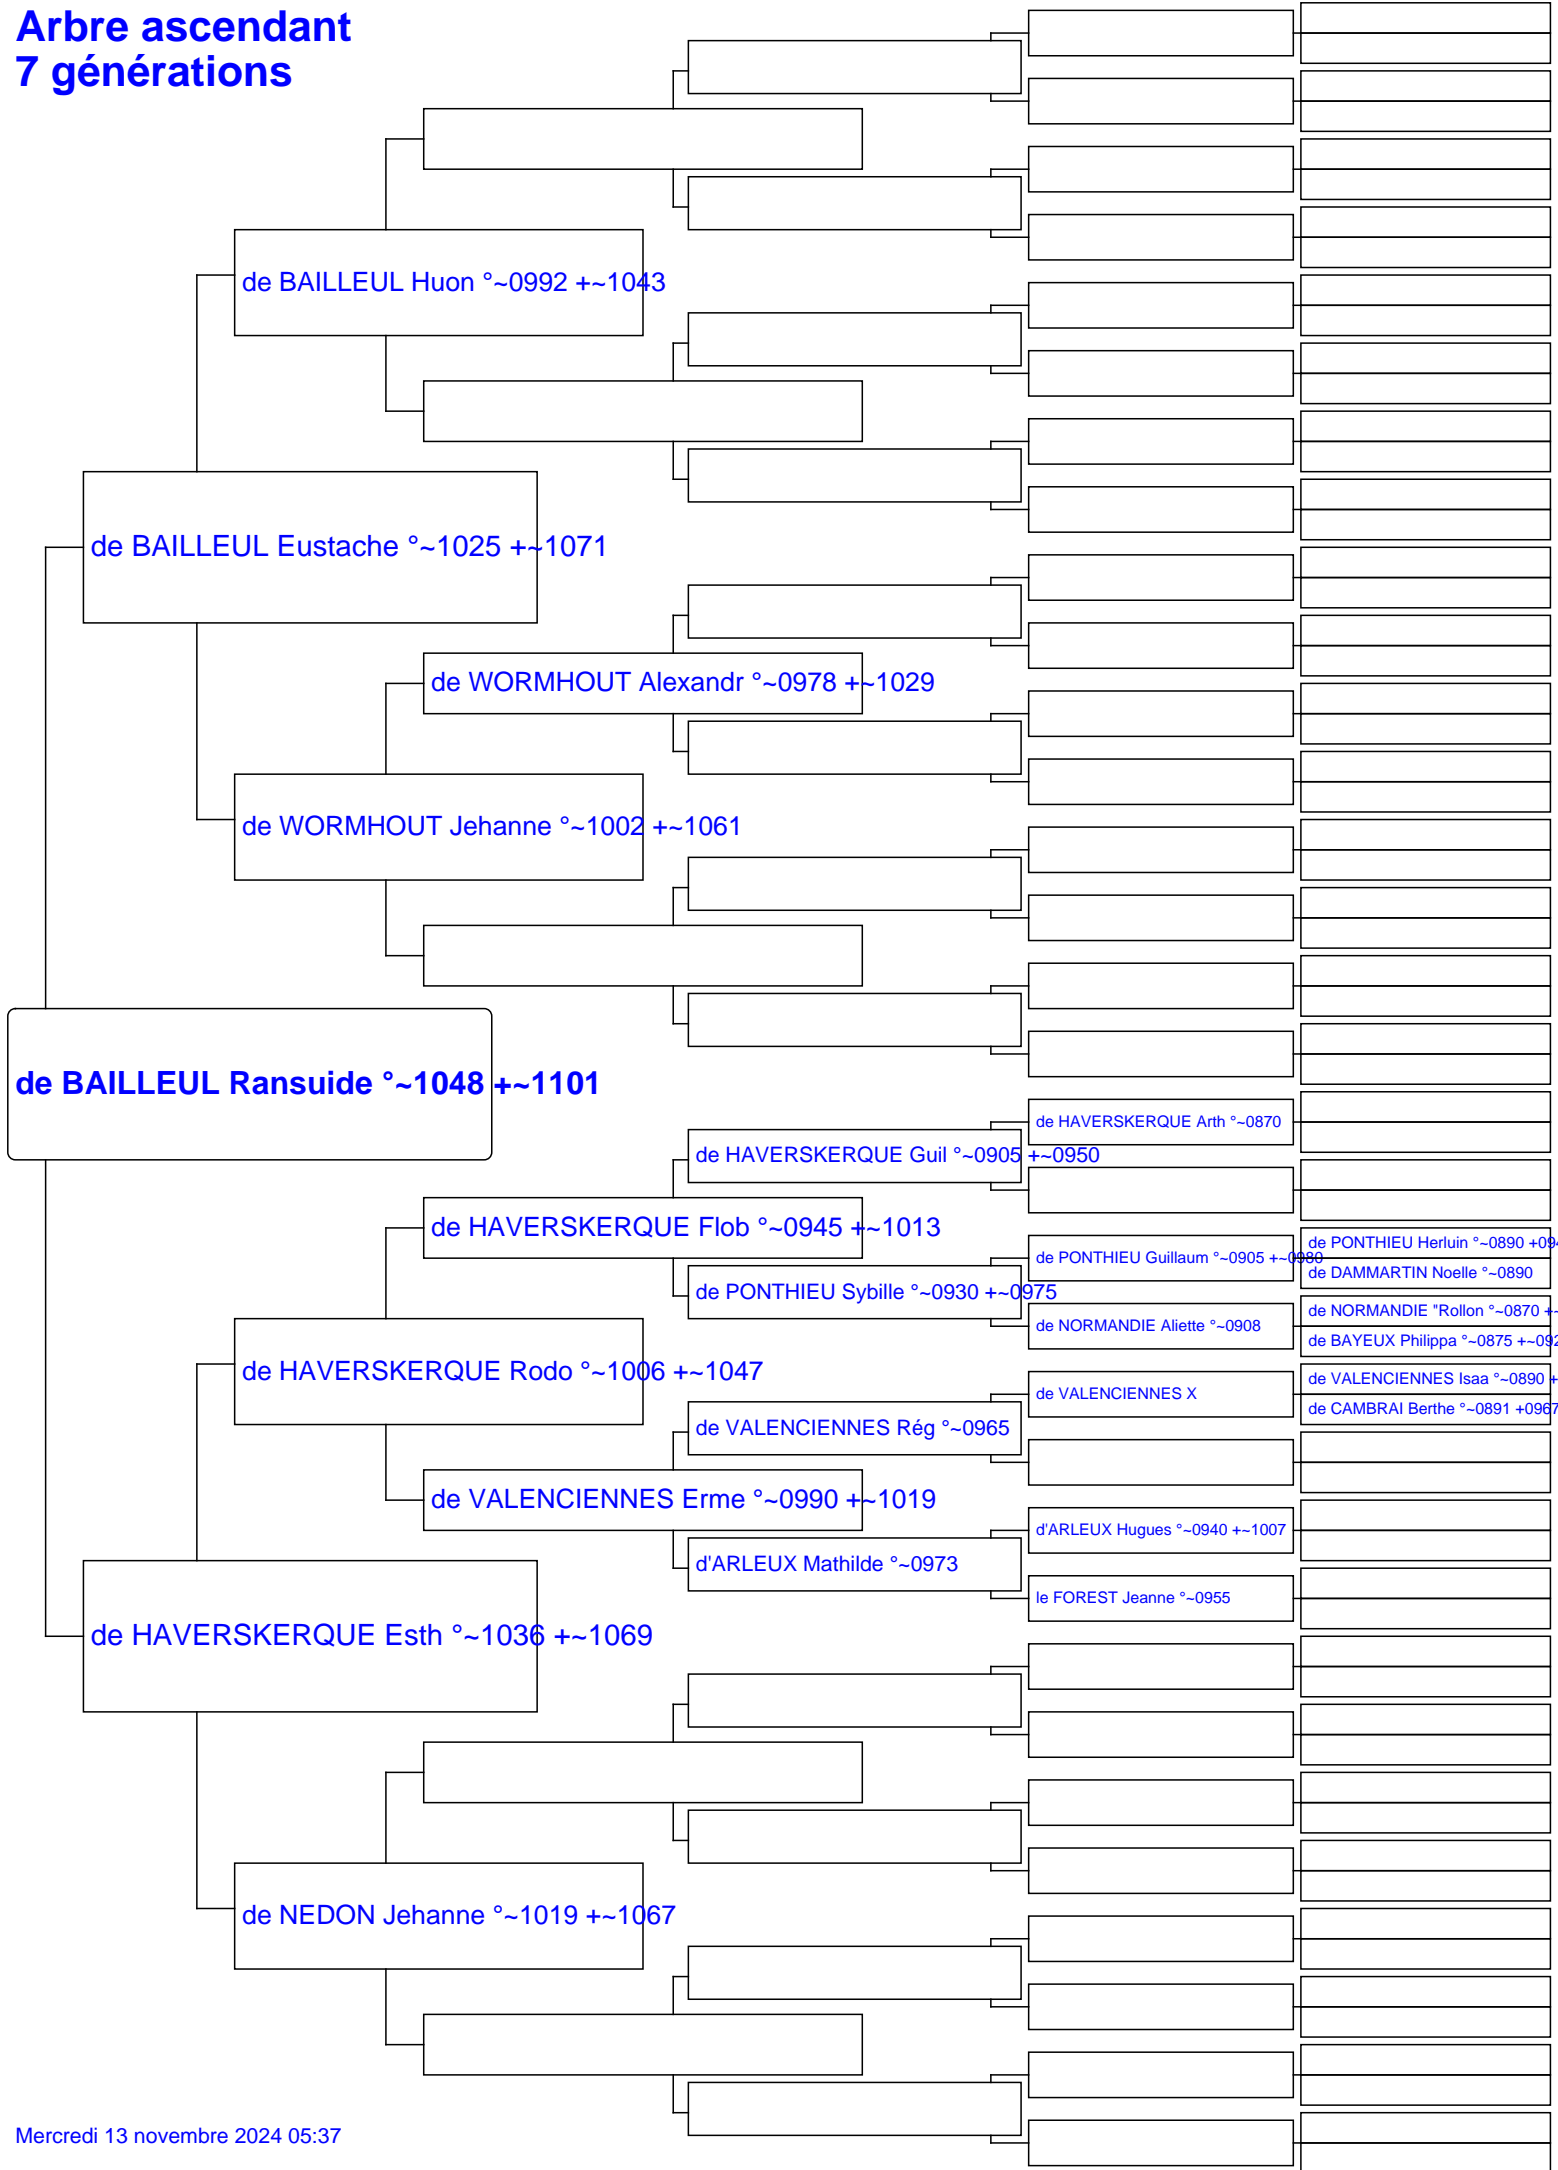 Arbre ascendant
7 générations
de BAILLEUL Huon °~0992 +~1043
de BAILLEUL Eustache °~1025 +~1071
de WORMHOUT Alexandr °~0978 +~1029
de WORMHOUT Jehanne °~1002 +~1061
de BAILLEUL Ransuide °~1048 +~1101
de HAVERSKERQUE Arth °~0870
de HAVERSKERQUE Guil °~0905 +~0950
de HAVERSKERQUE Flob °~0945 +~1013
de PONTHIEU Herluin °~0890 +094
de PONTHIEU Guillaum °~0905 +~0980
de DAMMARTIN Noelle °~0890
de PONTHIEU Sybille °~0930 +~0975
de NORMANDIE "Rollon °~0870 +~
de NORMANDIE Aliette °~0908
de BAYEUX Philippa °~0875 +~092
de HAVERSKERQUE Rodo °~1006 +~1047
de VALENCIENNES Isaa °~0890 +
de VALENCIENNES X
de CAMBRAI Berthe °~0891 +0967
de VALENCIENNES Rég °~0965
de VALENCIENNES Erme °~0990 +~1019
d'ARLEUX Hugues °~0940 +~1007
d'ARLEUX Mathilde °~0973
le FOREST Jeanne °~0955
de HAVERSKERQUE Esth °~1036 +~1069
de NEDON Jehanne °~1019 +~1067
Mercredi 13 novembre 2024 05:37